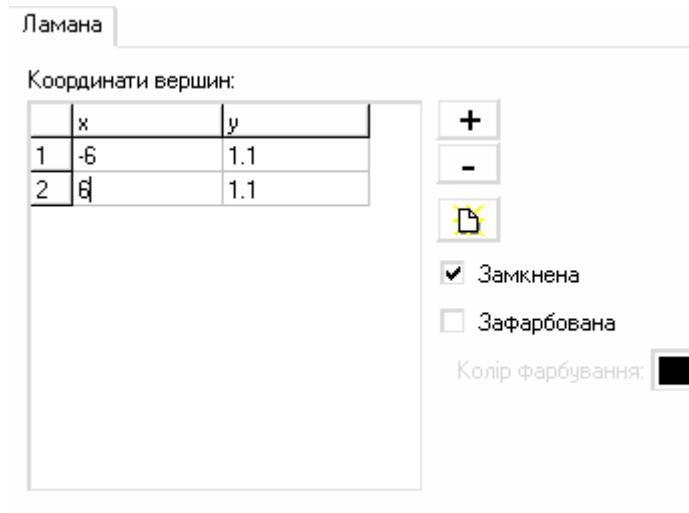 Ламана
Координати вершин:
x y
1 -6 1.1
2 6 1.1
+
-
Замкнена
Зафарбована
Колір фарбування: